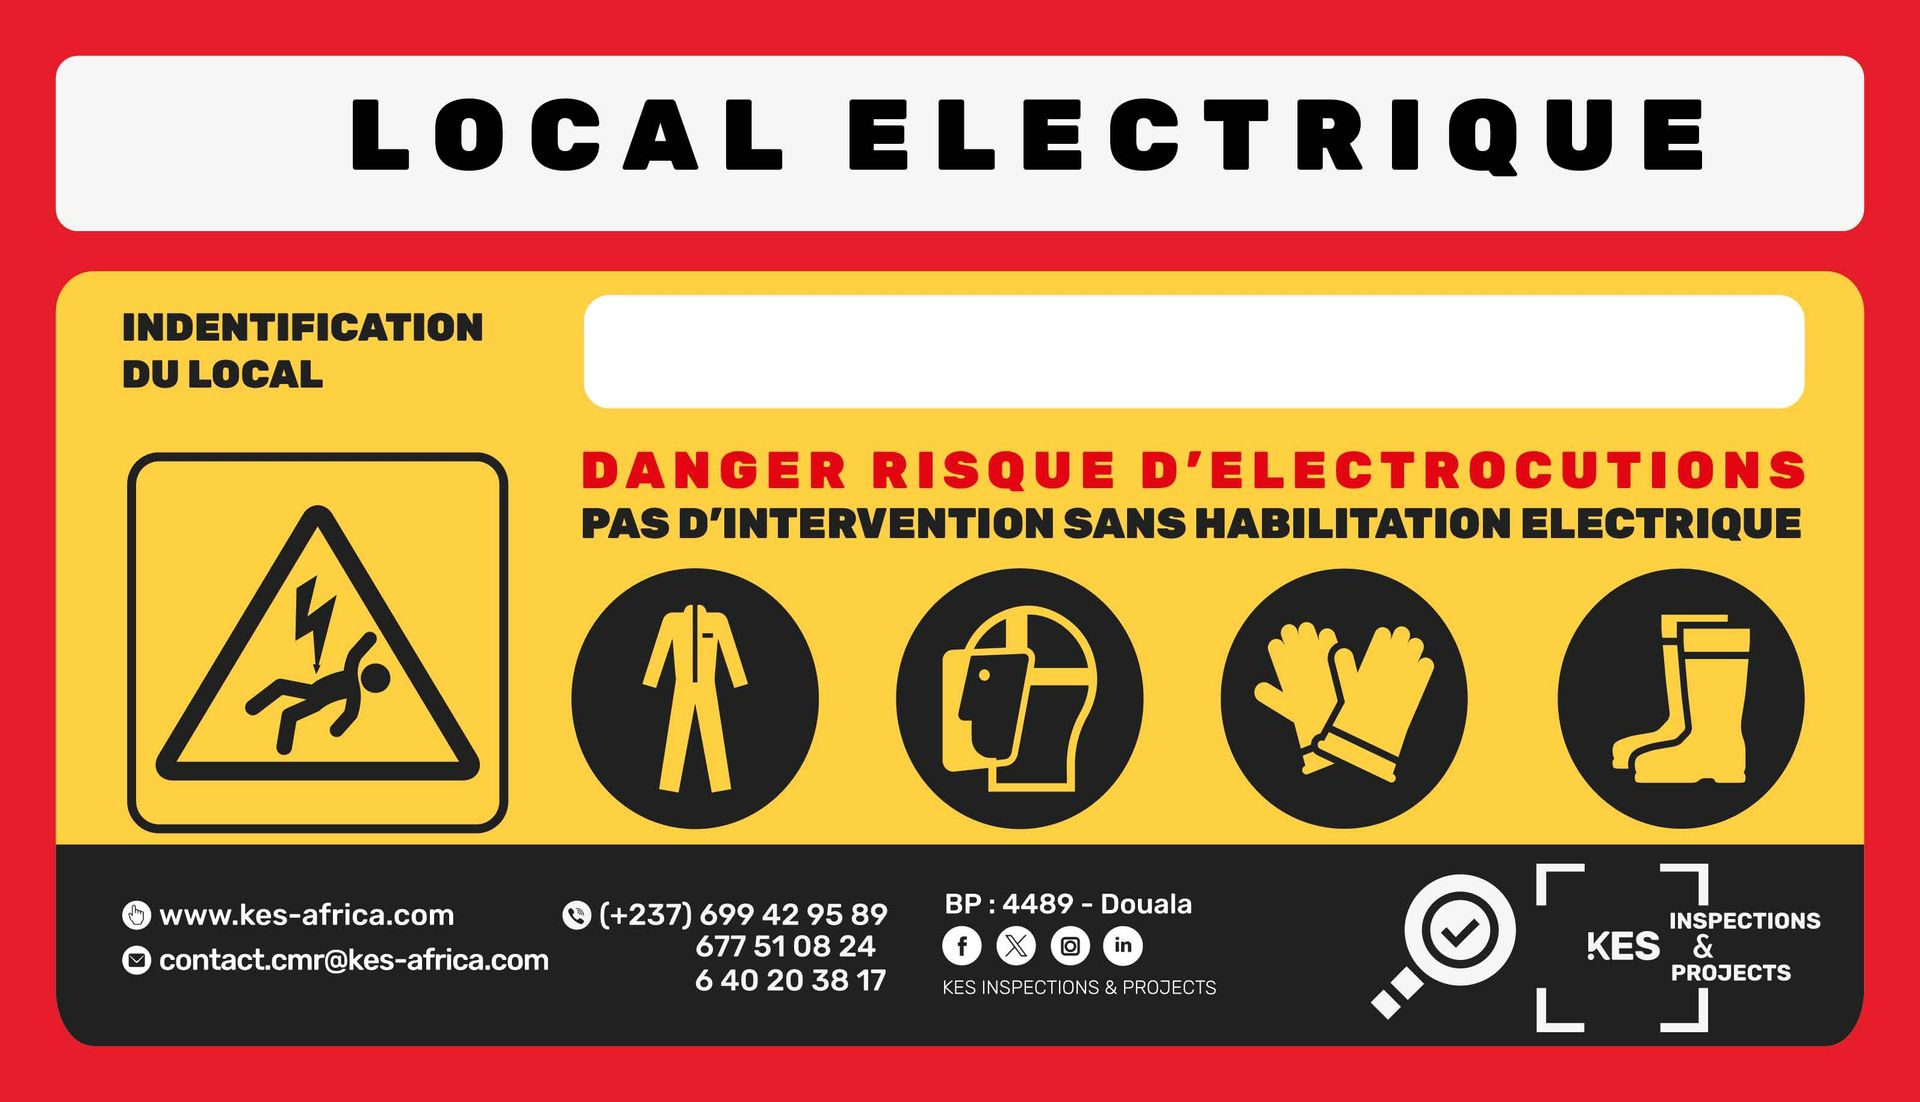 LOCAL ELECTRIQUE
INDENTIFICATION
DU LOCAL
DANGER RISQUE D’ELECTROCUTIONS
PAS D’INTERVENTION SANS HABILITATION ELECTRIQUE
www.kes-africa.com
contact.cmr@kes-africa.com
(+237) 699 42 95 89
677 51 08 24
6 40 20 38 17
BP : 4489 - Douala
KES INSPECTIONS & PROJECTS
KES INSPECTIONS
&
PROJECTS